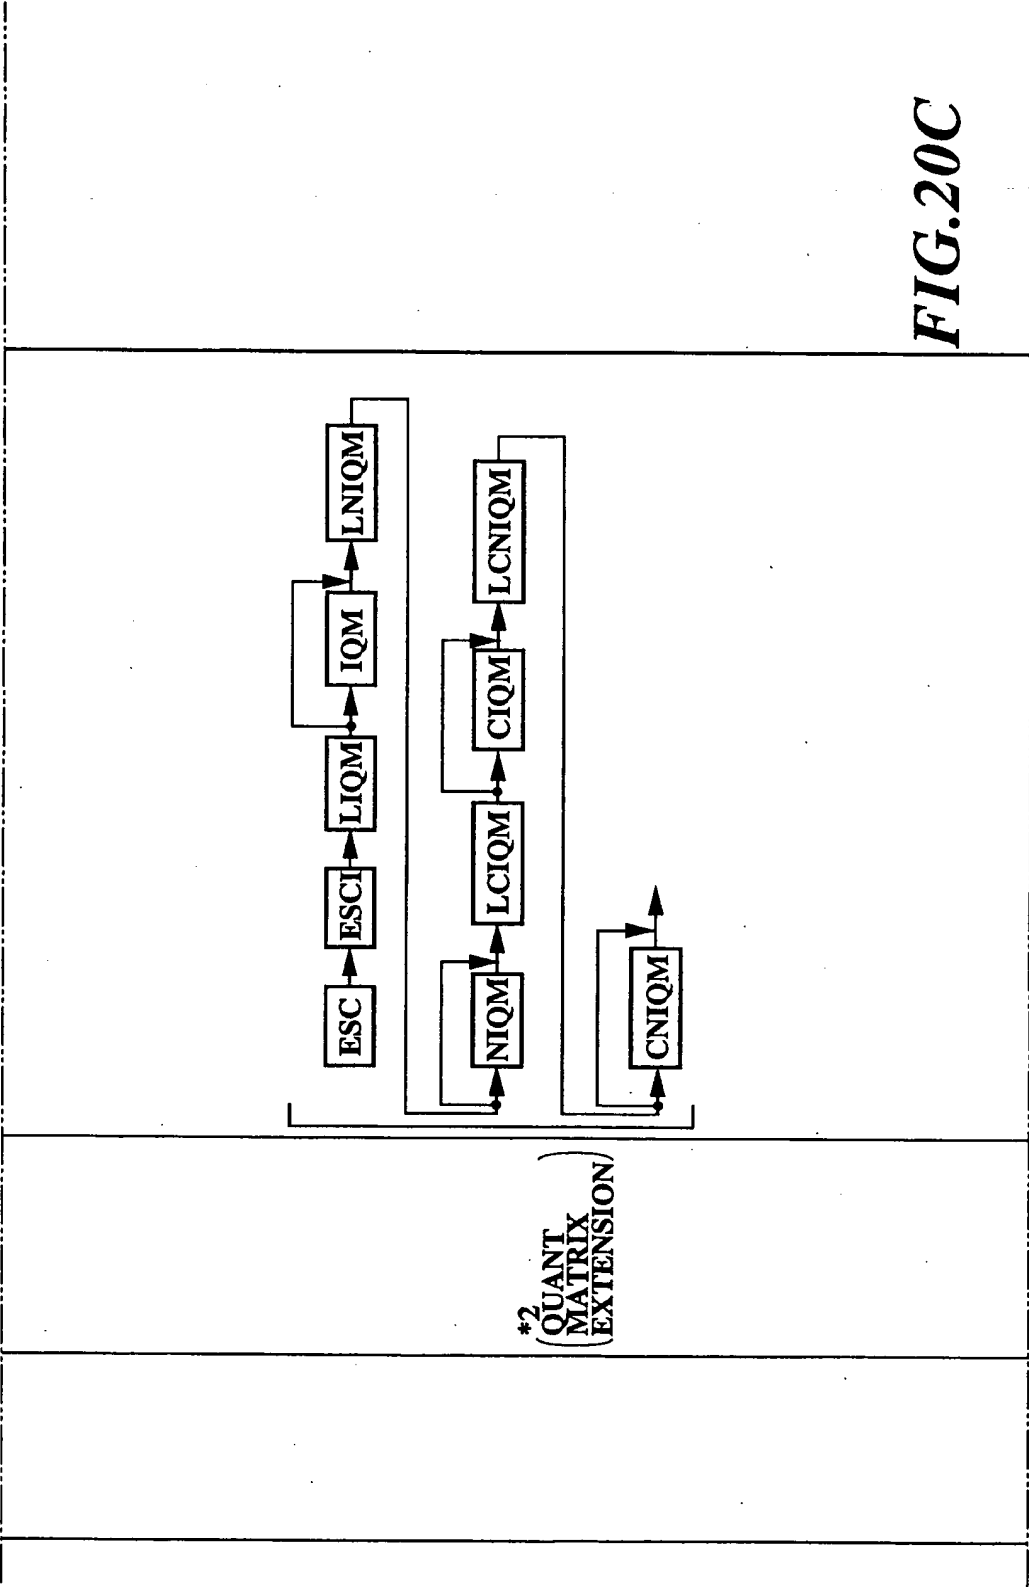 *2
(QUANT
MATRIX
EXTENSION)
ESC
ESCI
LIQM
IQM
LNIQM
NIQM
LCIQM
CIQM
LCNIQM
CNIQM
FIG.20C